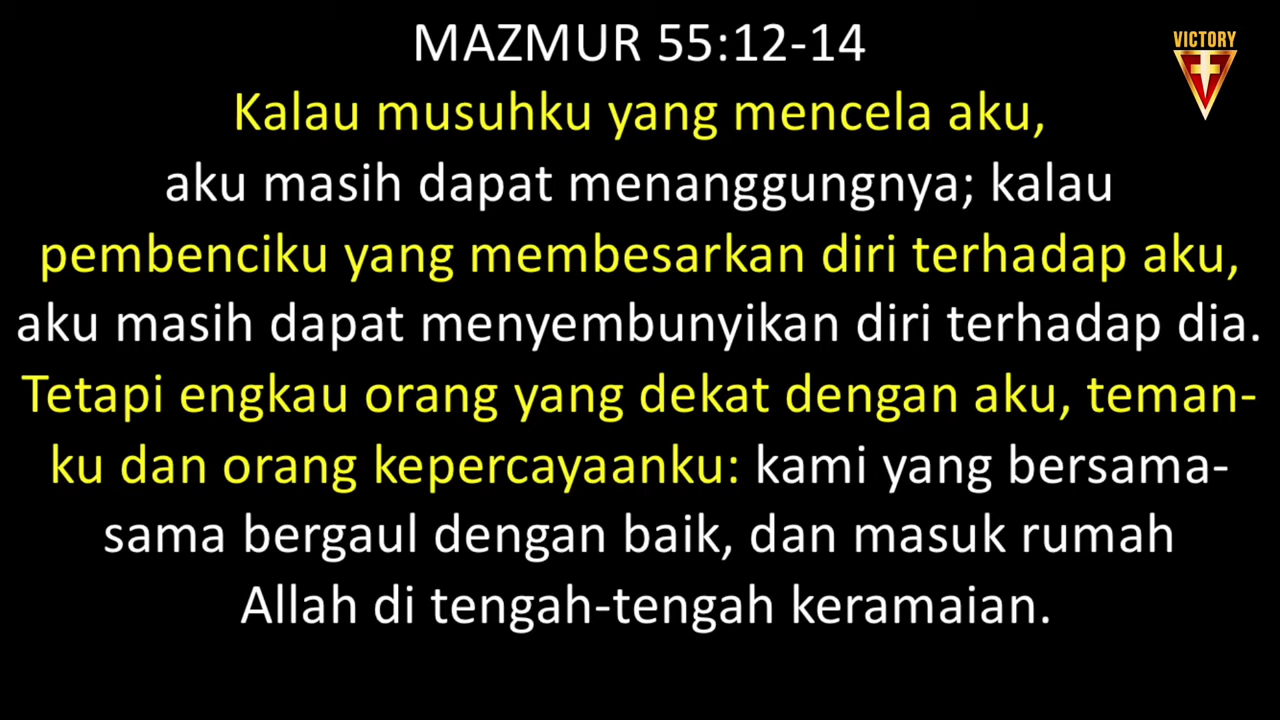 MAZMUR 55:12-14
VICTORY
Kalau musuhku yang mencela aku,
aku masih dapat menanggungnya; kalau
pembenciku yang membesarkan diri terhadap aku,
aku masih dapat menyembunyikan diri terhadap dia.
Tetapi engkau orang yang dekat dengan aku, teman-
ku dan orang kepercayaanku: kami yang bersama-
sama bergaul dengan baik, dan masuk rumah
Allah di tengah-tengah keramaian.